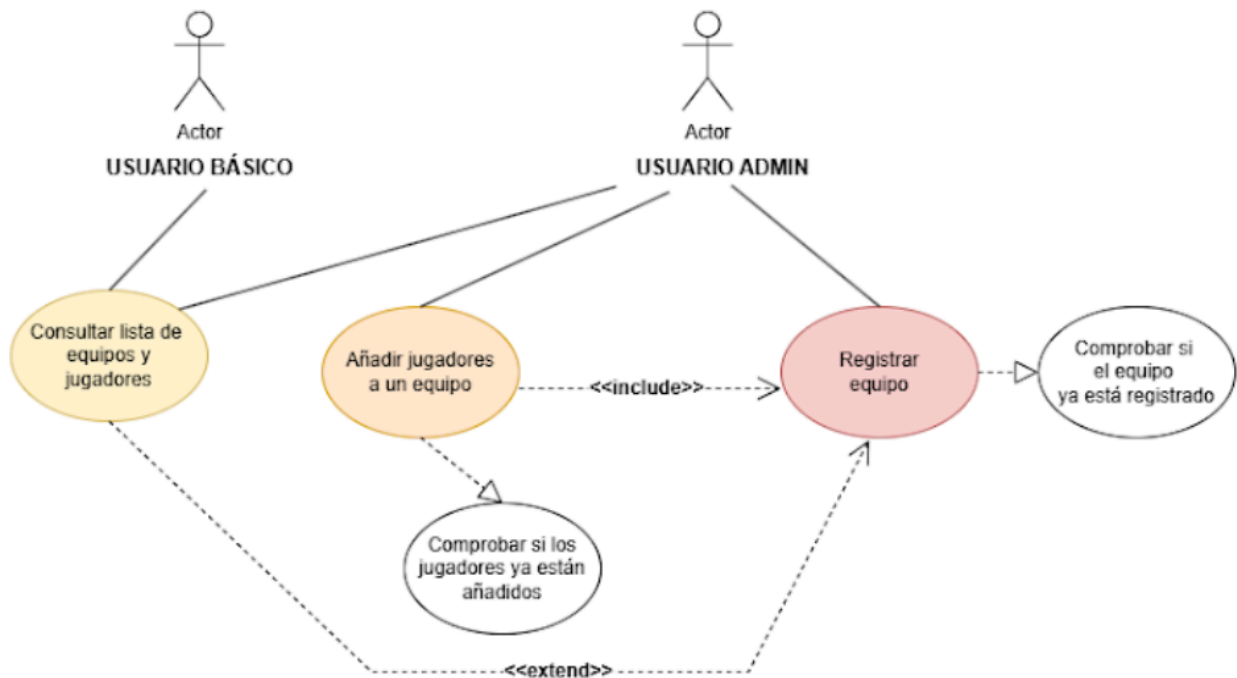 Actor
USUARIO BÁSICO
Actor
USUARIO ADMIN
Consultar lista de
equipos y
jugadores
Añadir jugadores
a un equipo
<<include>>
Registrar
equipo
Comprobar si
el equipo
ya está registrado
Comprobar si los
jugadores ya están
añadidos
<<extend>>